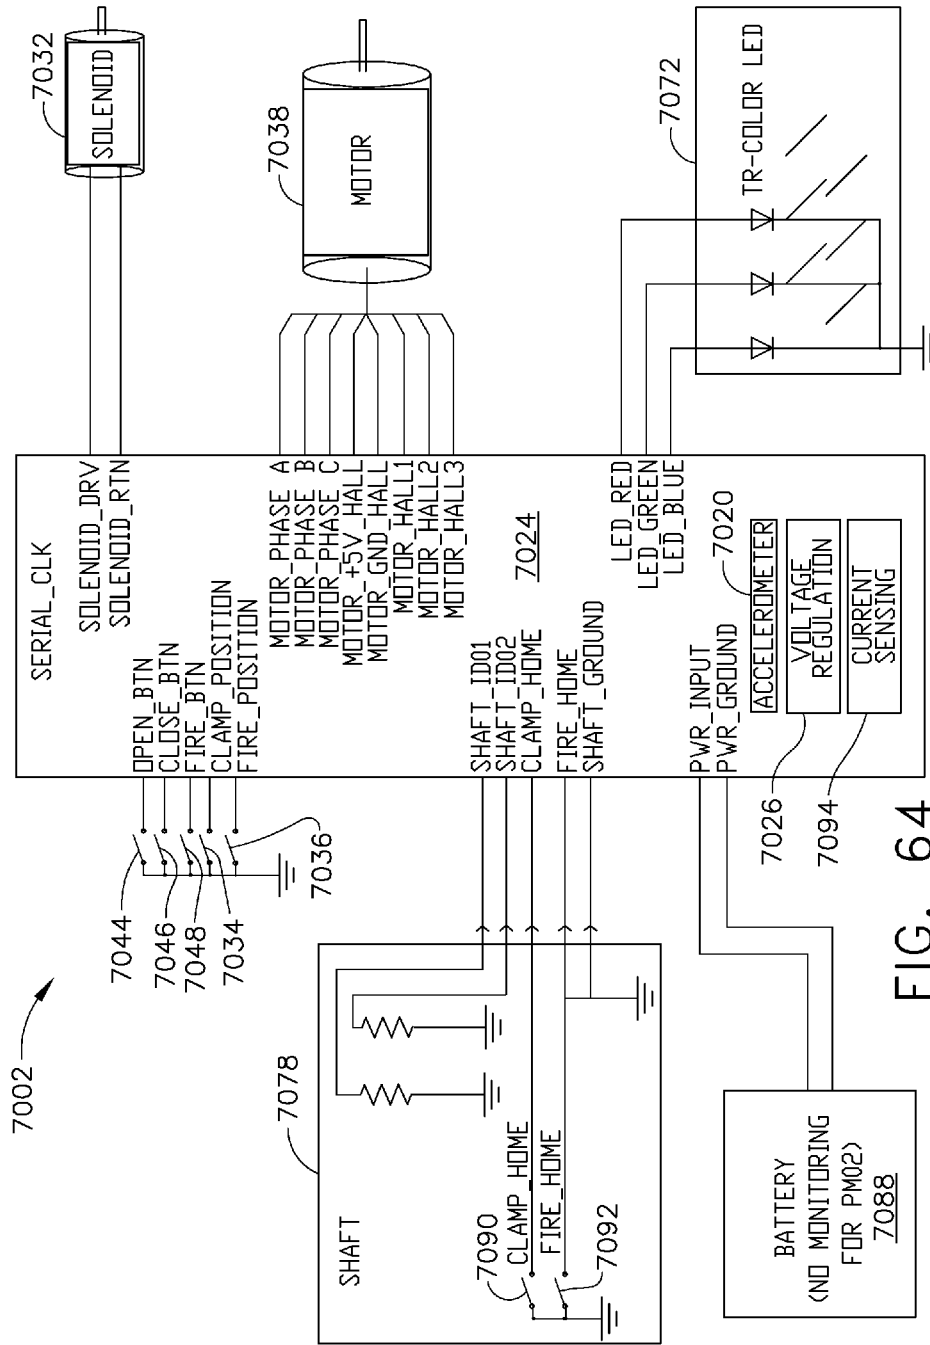 7002
7044
7046
7048
7034
7036
OPEN_BTN
CLOSE_BTN
FIRE_BTN
CLAMP_POSITION
FIRE_POSITION
SERIAL_CLK
SOLENOID_DRV
SOLENOID_RTN
7032
SOLENOID
MOTOR_PHASE A
MOTOR_PHASE B
MOTOR_PHASE C
MOTOR_+5V_HALL
MOTOR_GND_HALL
MOTOR_HALL1
MOTOR_HALL2
MOTOR_HALL3
7038
MOTOR
7024
7078
SHAFT
7090
CLAMP_HOME
FIRE_HOME
7092
SHAFT_ID01
SHAFT_ID02
CLAMP_HOME
FIRE_HOME
SHAFT_GROUND
LED_RED
LED_GREEN
LED_BLUE
7072
TR-COLOR LED
PWR_INPUT
PWR_GROUND
7020
ACCELEROMETER
VOLTAGE
REGULATION
CURRENT
SENSING
7026
7094
BATTERY
(NO MONITORING
FOR PM02)
7088
FIG. 64